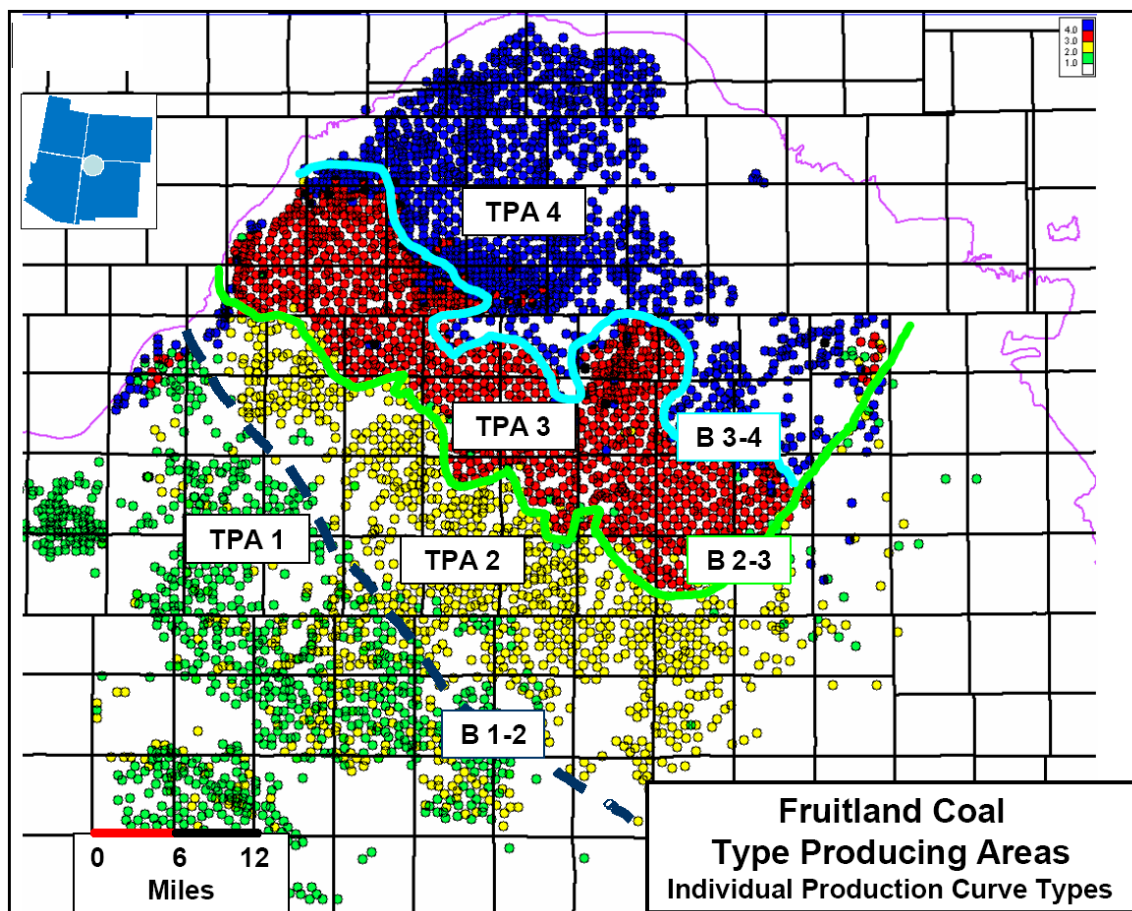 4.0
3.0
2.0
1.0
TPA 4
TPA 3
B 3-4
TPA 1
TPA 2
B 2-3
B 1-2
0 6 12
Miles
Fruitland Coal
Type Producing Areas
Individual Production Curve Types